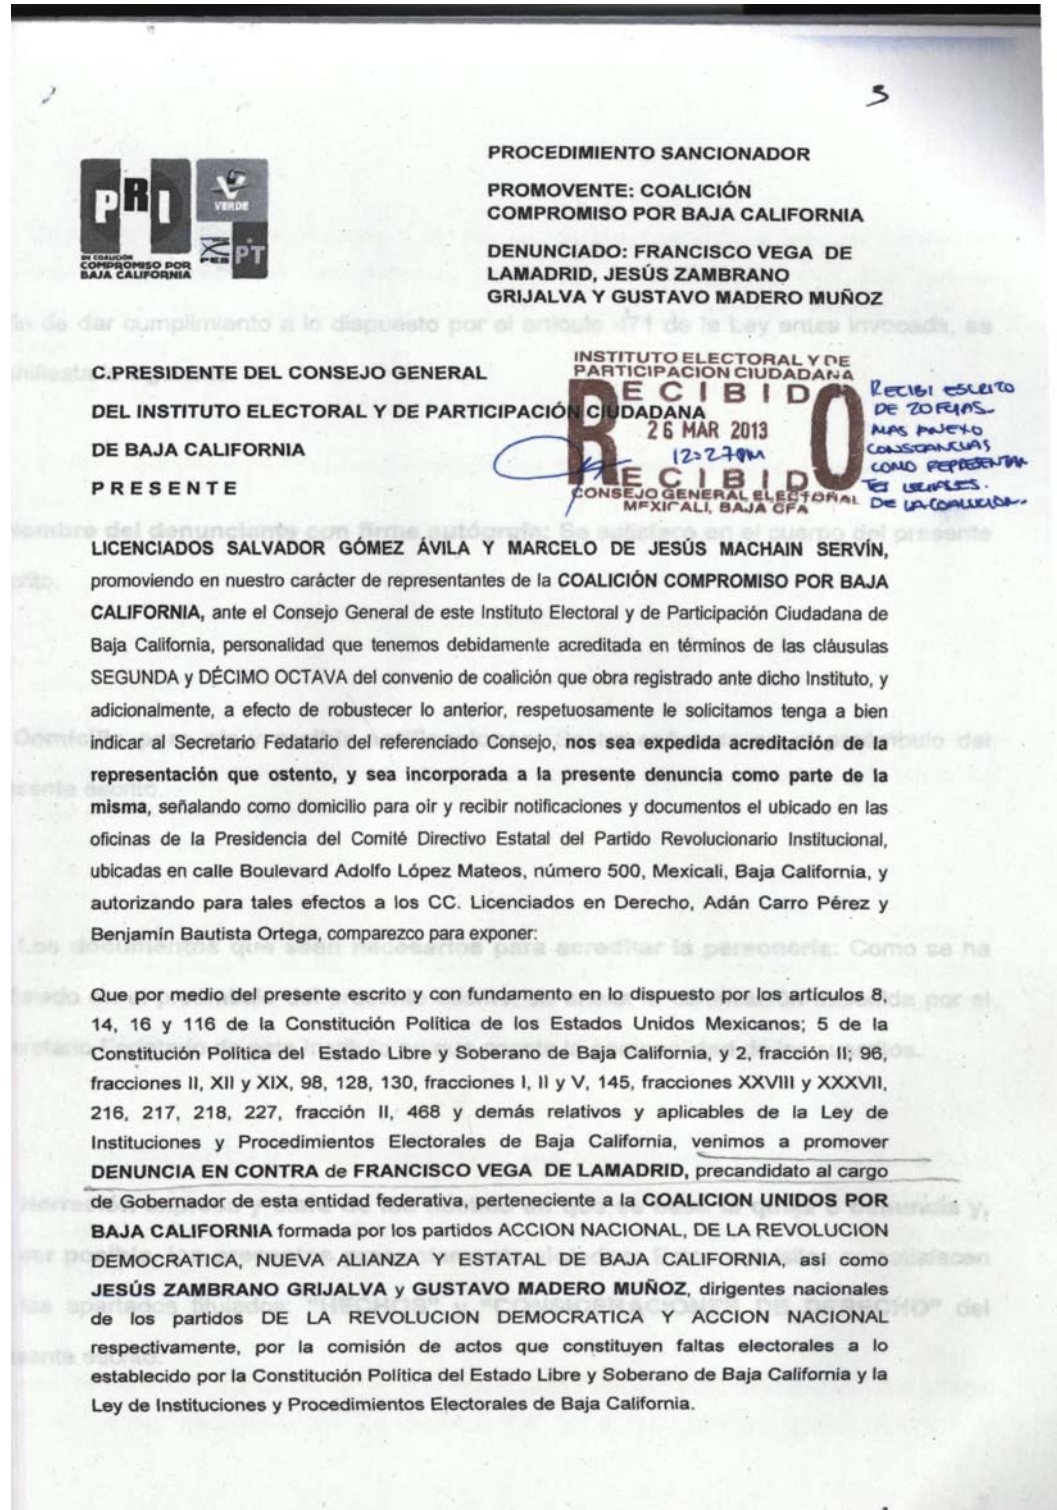 3
PRI
VERDE
PES
PT
EN COALICIÓN
COMPROMISO POR
BAJA CALIFORNIA
PROCEDIMIENTO SANCIONADOR
PROMOVENTE: COALICIÓN
COMPROMISO POR BAJA CALIFORNIA
DENUNCIADO: FRANCISCO VEGA DE
LAMADRID, JESÚS ZAMBRANO
GRIJALVA Y GUSTAVO MADERO MUÑOZ
C.PRESIDENTE DEL CONSEJO GENERAL
DEL INSTITUTO ELECTORAL Y DE PARTICIPACIÓN CIUDADANA
DE BAJA CALIFORNIA
P R E S E N T E
INSTITUTO ELECTORAL Y DE
PARTICIPACION CIUDADANA
RECIBIDO
26 MAR 2013
12:27pm
RECIBIDO
CONSEJO GENERAL ELECTORAL
MEXICALI, BAJA CFA
RECIBI ESCRITO
DE 20 FOJAS
MAS ANEXO
CONSTANCIAS
COMO REPRESENTAN
TES LEGALES.
DE LA COALICION.
LICENCIADOS SALVADOR GÓMEZ ÁVILA Y MARCELO DE JESÚS MACHAIN SERVÍN,
promoviendo en nuestro carácter de representantes de la COALICIÓN COMPROMISO POR BAJA
CALIFORNIA, ante el Consejo General de este Instituto Electoral y de Participación Ciudadana de
Baja California, personalidad que tenemos debidamente acreditada en términos de las cláusulas
SEGUNDA y DÉCIMO OCTAVA del convenio de coalición que obra registrado ante dicho Instituto, y
adicionalmente, a efecto de robustecer lo anterior, respetuosamente le solicitamos tenga a bien
indicar al Secretario Fedatario del referenciado Consejo, nos sea expedida acreditación de la
representación que ostento, y sea incorporada a la presente denuncia como parte de la
misma, señalando como domicilio para oir y recibir notificaciones y documentos el ubicado en las
oficinas de la Presidencia del Comité Directivo Estatal del Partido Revolucionario Institucional,
ubicadas en calle Boulevard Adolfo López Mateos, número 500, Mexicali, Baja California, y
autorizando para tales efectos a los CC. Licenciados en Derecho, Adán Carro Pérez y
Benjamín Bautista Ortega, comparezco para exponer:
Que por medio del presente escrito y con fundamento en lo dispuesto por los artículos 8,
14, 16 y 116 de la Constitución Política de los Estados Unidos Mexicanos; 5 de la
Constitución Política del Estado Libre y Soberano de Baja California, y 2, fracción II; 96,
fracciones II, XII y XIX, 98, 128, 130, fracciones I, II y V, 145, fracciones XXVIII y XXXVII,
216, 217, 218, 227, fracción II, 468 y demás relativos y aplicables de la Ley de
Instituciones y Procedimientos Electorales de Baja California, venimos a promover
DENUNCIA EN CONTRA de FRANCISCO VEGA DE LAMADRID, precandidato al cargo
de Gobernador de esta entidad federativa, perteneciente a la COALICION UNIDOS POR
BAJA CALIFORNIA formada por los partidos ACCION NACIONAL, DE LA REVOLUCION
DEMOCRATICA, NUEVA ALIANZA Y ESTATAL DE BAJA CALIFORNIA, así como
JESÚS ZAMBRANO GRIJALVA y GUSTAVO MADERO MUÑOZ, dirigentes nacionales
de los partidos DE LA REVOLUCION DEMOCRATICA Y ACCION NACIONAL
respectivamente, por la comisión de actos que constituyen faltas electorales a lo
establecido por la Constitución Política del Estado Libre y Soberano de Baja California y la
Ley de Instituciones y Procedimientos Electorales de Baja California.